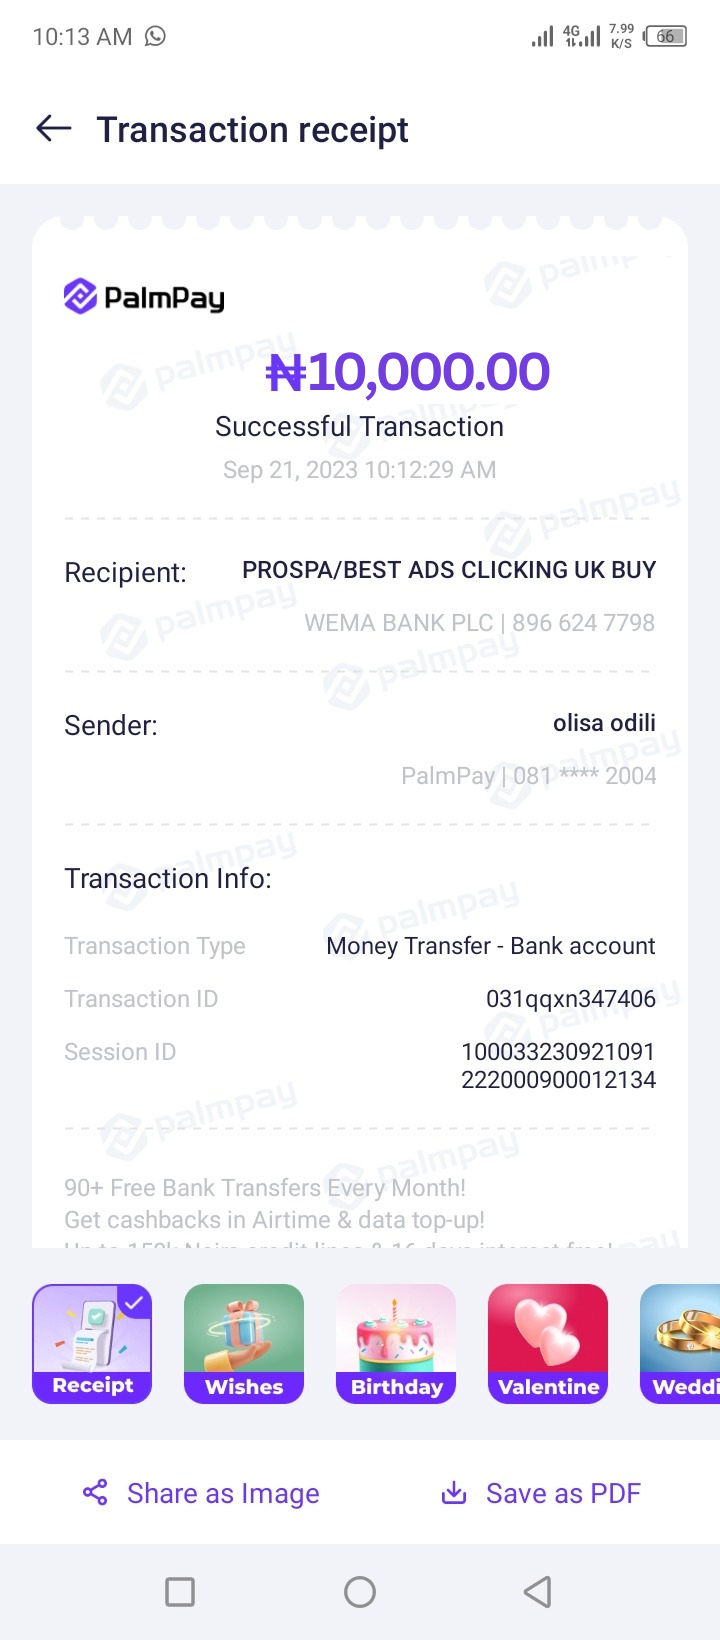 10:13 AM
4G
7.99
K/S
66
Transaction receipt
PalmPay
₦10,000.00
Successful Transaction
Sep 21, 2023 10:12:29 AM
Recipient: PROSPA/BEST ADS CLICKING UK BUY
WEMA BANK PLC | 896 624 7798
Sender: olisa odili
PalmPay | 081 **** 2004
Transaction Info:
Transaction Type Money Transfer - Bank account
Transaction ID 031qqxn347406
Session ID 100033230921091
222000900012134
90+ Free Bank Transfers Every Month!
Get cashbacks in Airtime & data top-up!
Receipt
Wishes
Birthday
Valentine
Weddi
Share as Image
Save as PDF